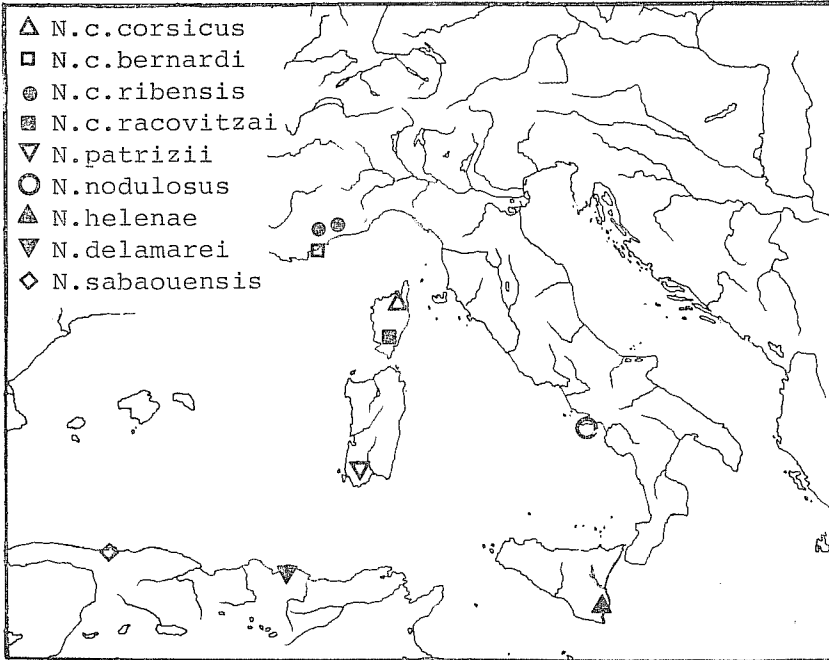 N.c.corsicus
N.c.bernardi
N.c.ribensis
N.c.racovitzai
N.patrizii
N.nodulosus
N.helenae
N.delamarei
N.sabaouensis